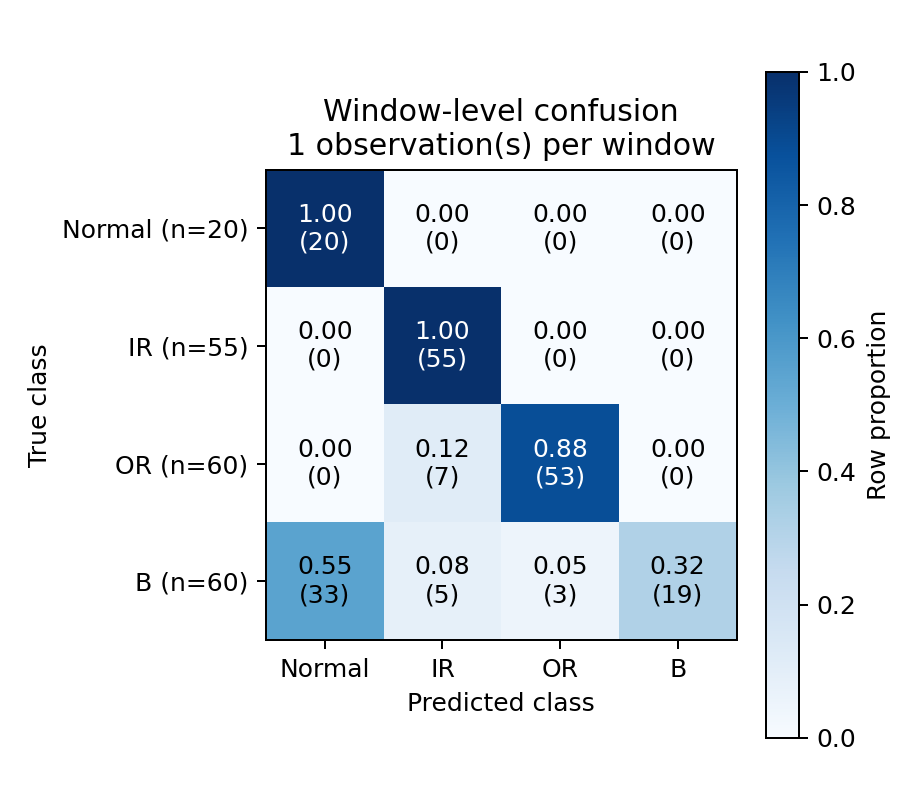 Window-level confusion
1 observation(s) per window
1.0
0.8
0.6
0.4
0.2
0.0
Row proportion
True class
Normal (n=20)
1.00 0.00 0.00 0.00
(20) (0) (0) (0)
IR (n=55)
0.00 1.00 0.00 0.00
(0) (55) (0) (0)
OR (n=60)
0.00 0.12 0.88 0.00
(0) (7) (53) (0)
B (n=60)
0.55 0.08 0.05 0.32
(33) (5) (3) (19)
Normal IR OR B
Predicted class